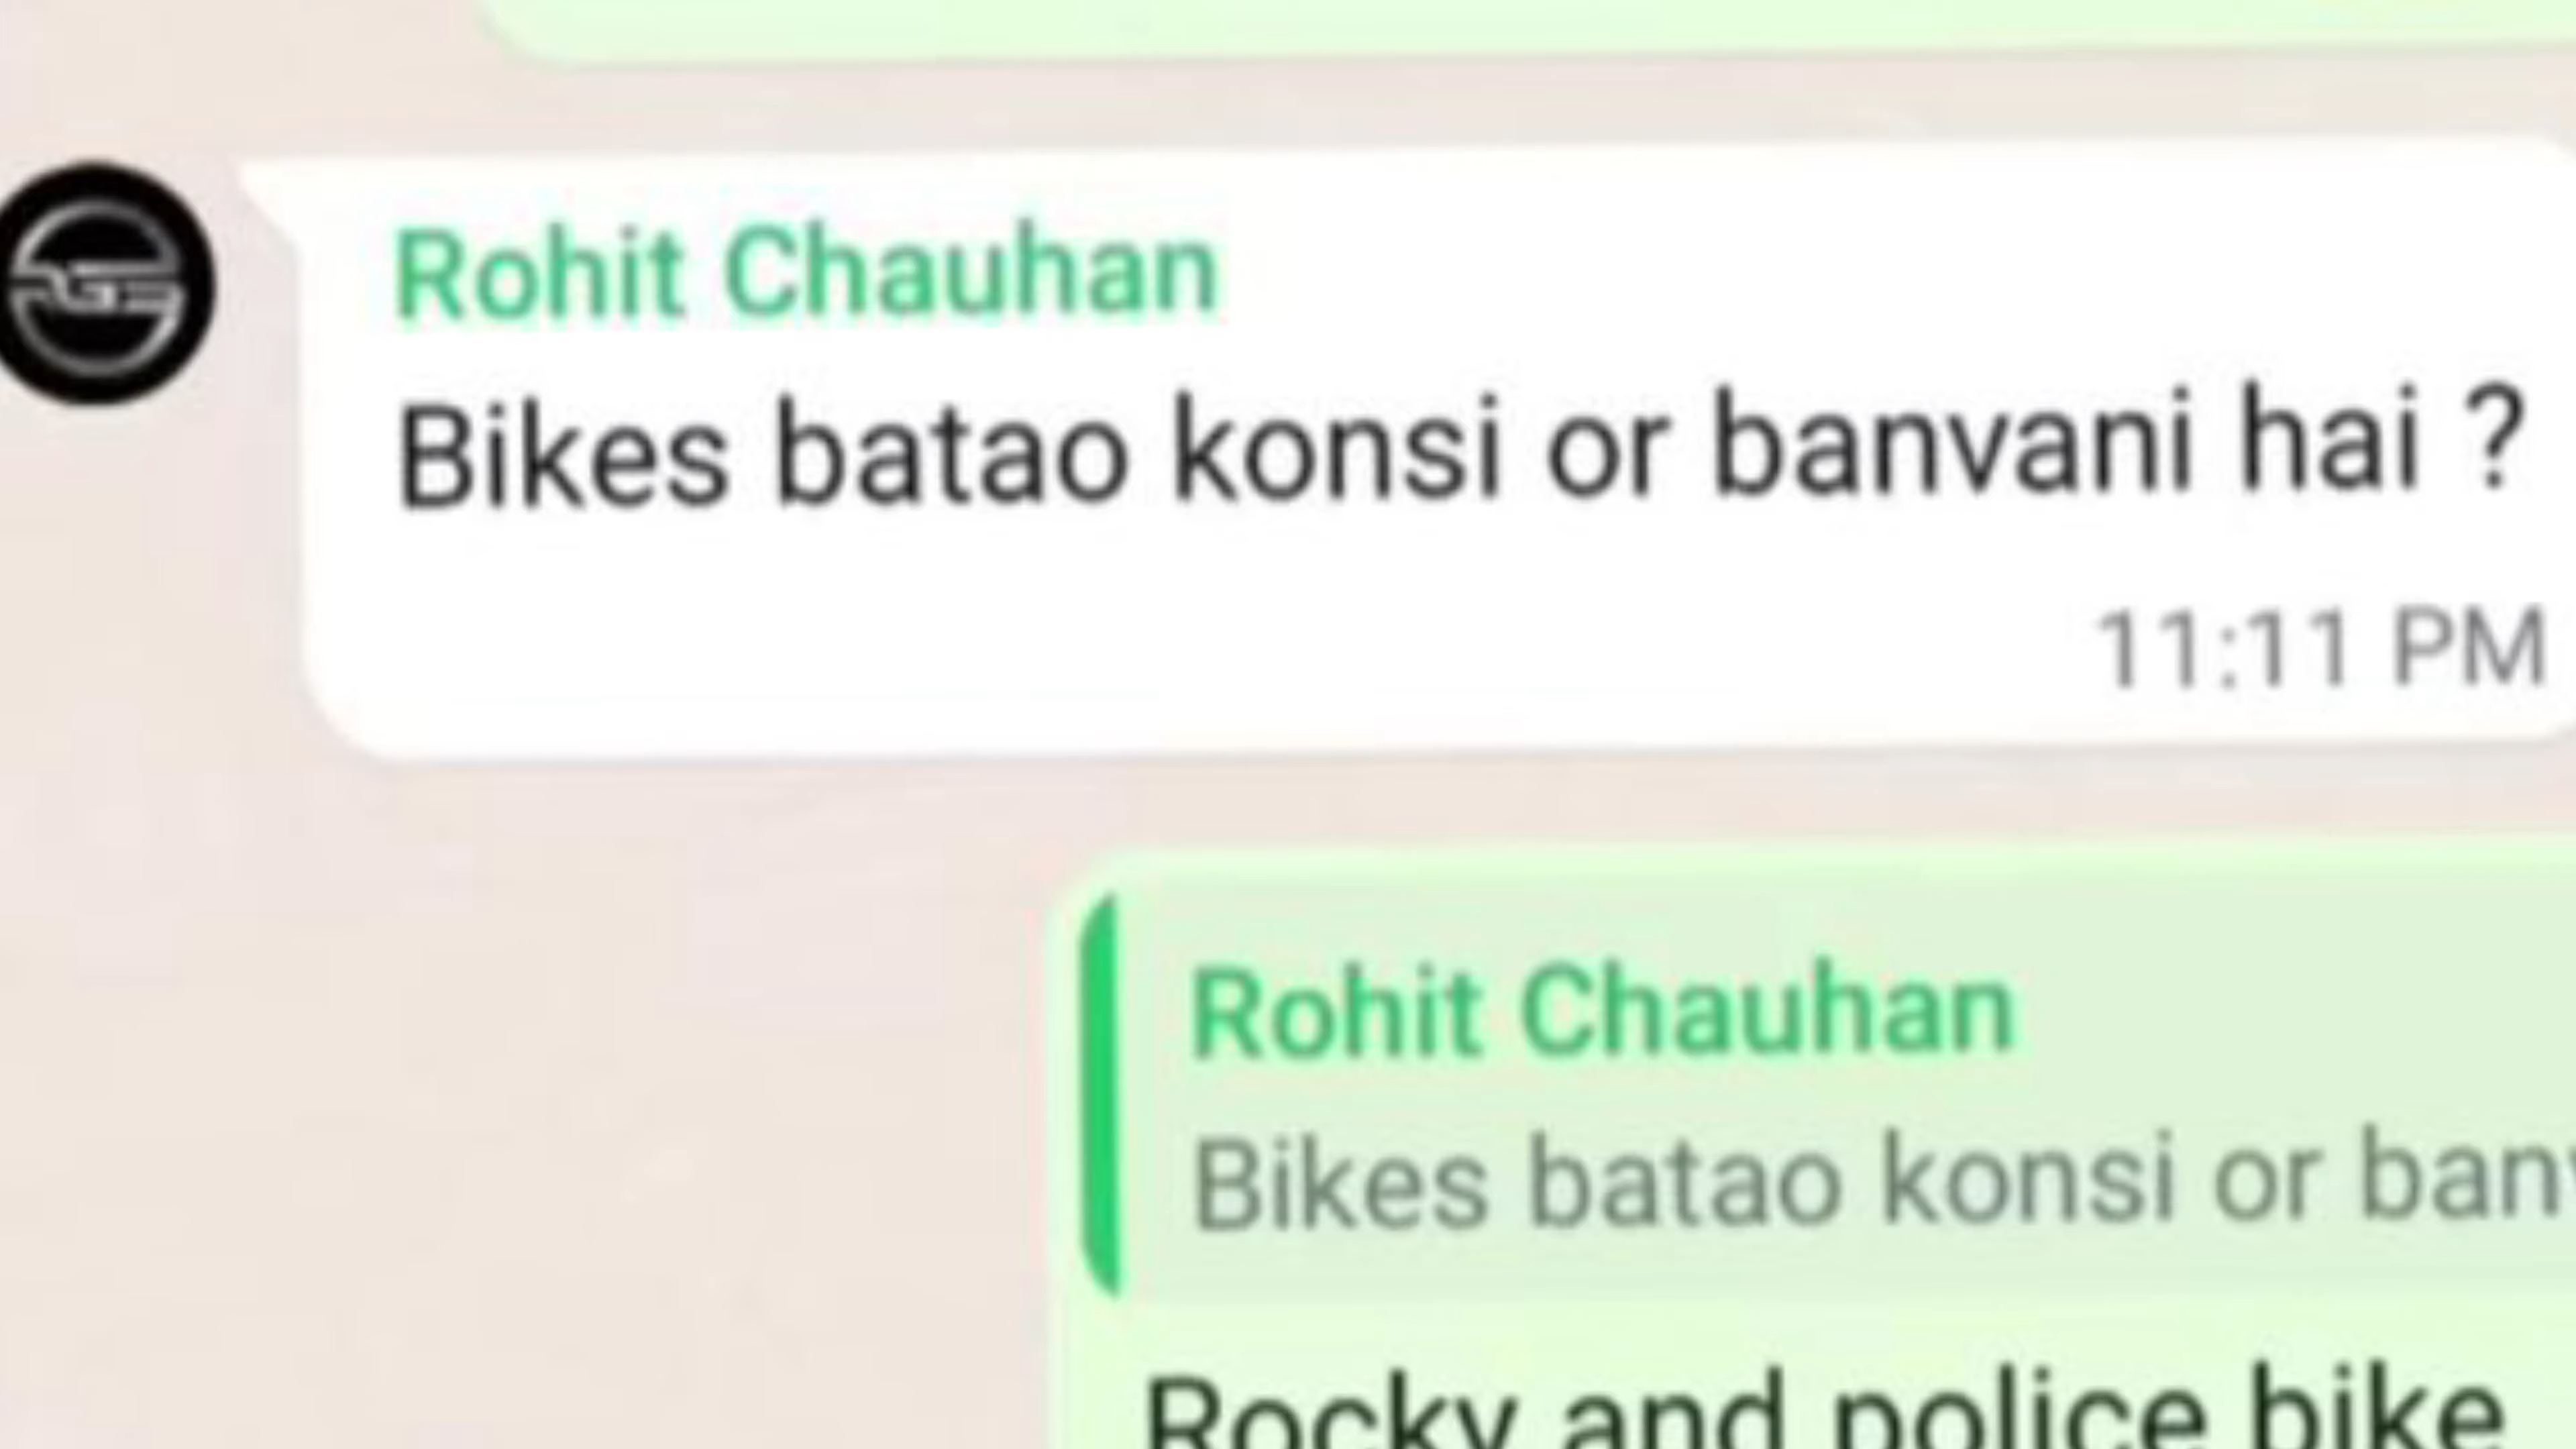 Rohit Chauhan
Bikes batao konsi or banvani hai ?
11:11 PM
Rohit Chauhan
Bikes batao konsi or banv
Rocky and police bike